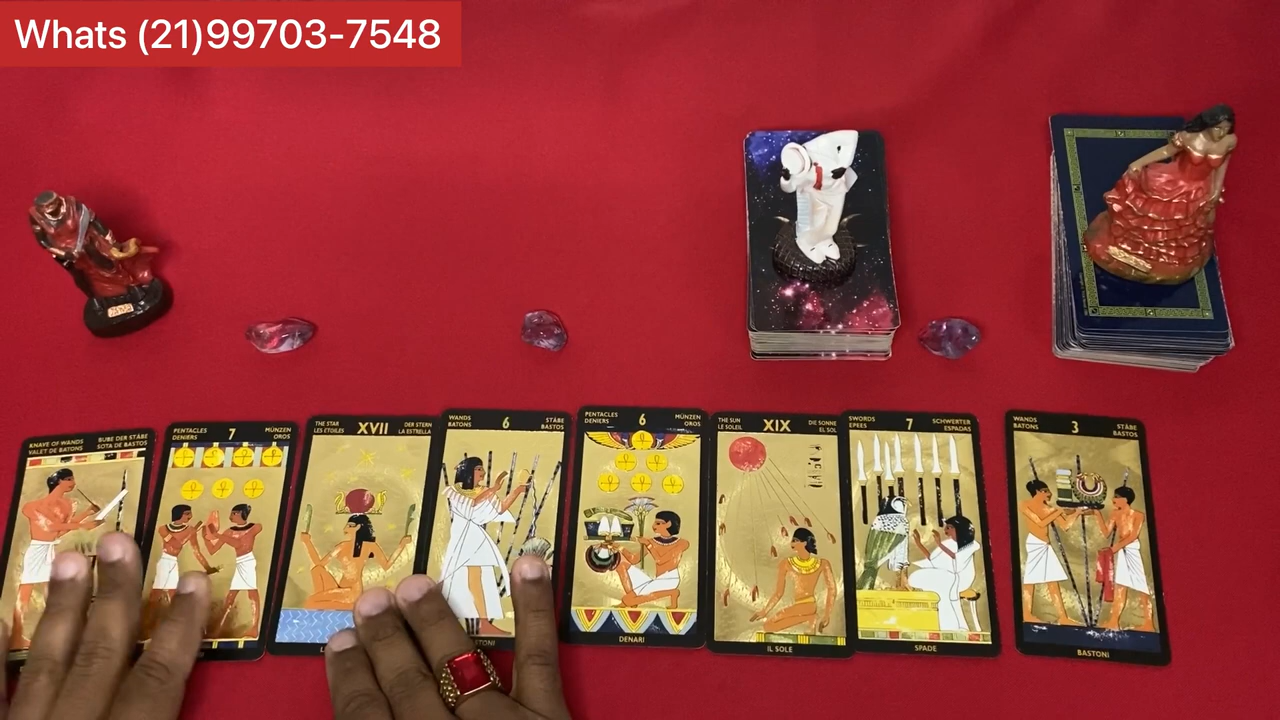 Whats (21)99703-7548
KNAVE OF WANDS
VALET DE BATONS
BUBE DER STÄBE
SOTA DE BASTOS
PENTACLES
DENIERS
7
MÜNZEN
OROS
THE STAR
LES ETOILES
XVII
DER STERN
LA ESTRELLA
WANDS
BATONS
6
STÄBE
BASTOS
PENTACLES
DENIERS
6
MÜNZEN
OROS
DENARI
THE SUN
LE SOLEIL
XIX
DIE SONNE
EL SOL
IL SOLE
SWORDS
EPEES
7
SCHWERTER
ESPADAS
SPADE
WANDS
BATONS
3
STÄBE
BASTOS
BASTONI